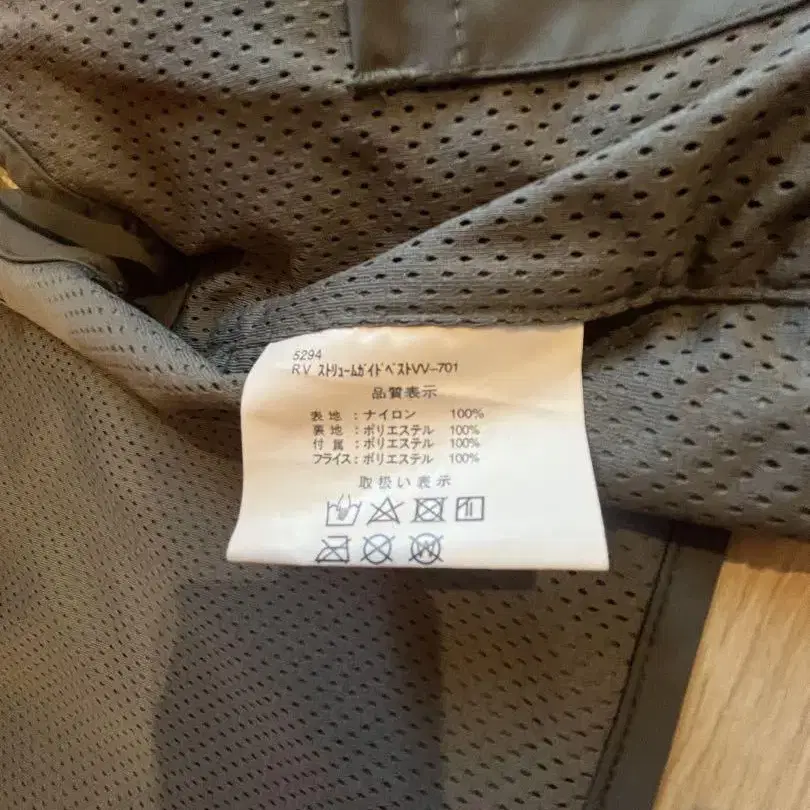 5294
RV ストリュームガイドベストVV-701
品質表示
表地：ナイロン 100%
裏地：ポリエステル 100%
付属：ポリエステル 100%
フライス：ポリエステル 100%
取扱い表示